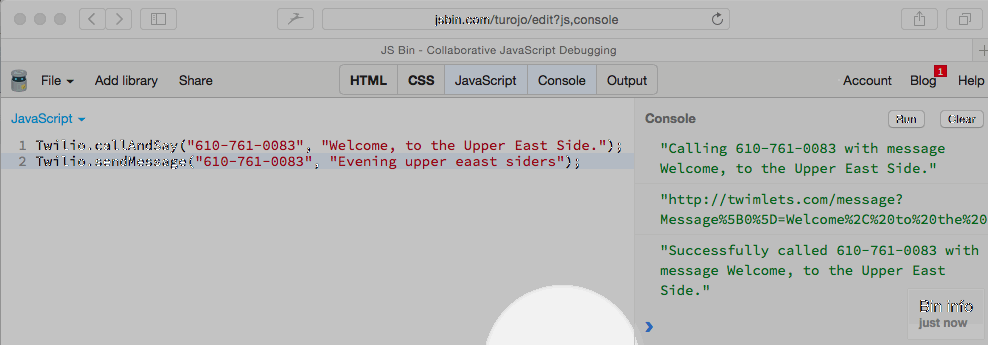 jsbin.com/turojo/edit?js,console
JS Bin - Collaborative JavaScript Debugging
File Add library Share HTML CSS JavaScript Console Output Account Blog 1 Help
JavaScript
1 Twilio.callAndSay("610-761-0083", "Welcome, to the Upper East Side.");
2 Twilio.sendMessage("610-761-0083", "Evening upper eaast siders");
Console Run Clear
"Calling 610-761-0083 with message
Welcome, to the Upper East Side."
"http://twimlets.com/message?
Message%5B0%5D=Welcome%2C%20to%20the%20
"Successfully called 610-761-0083 with
message Welcome, to the Upper East
Side."
Bin info
just now